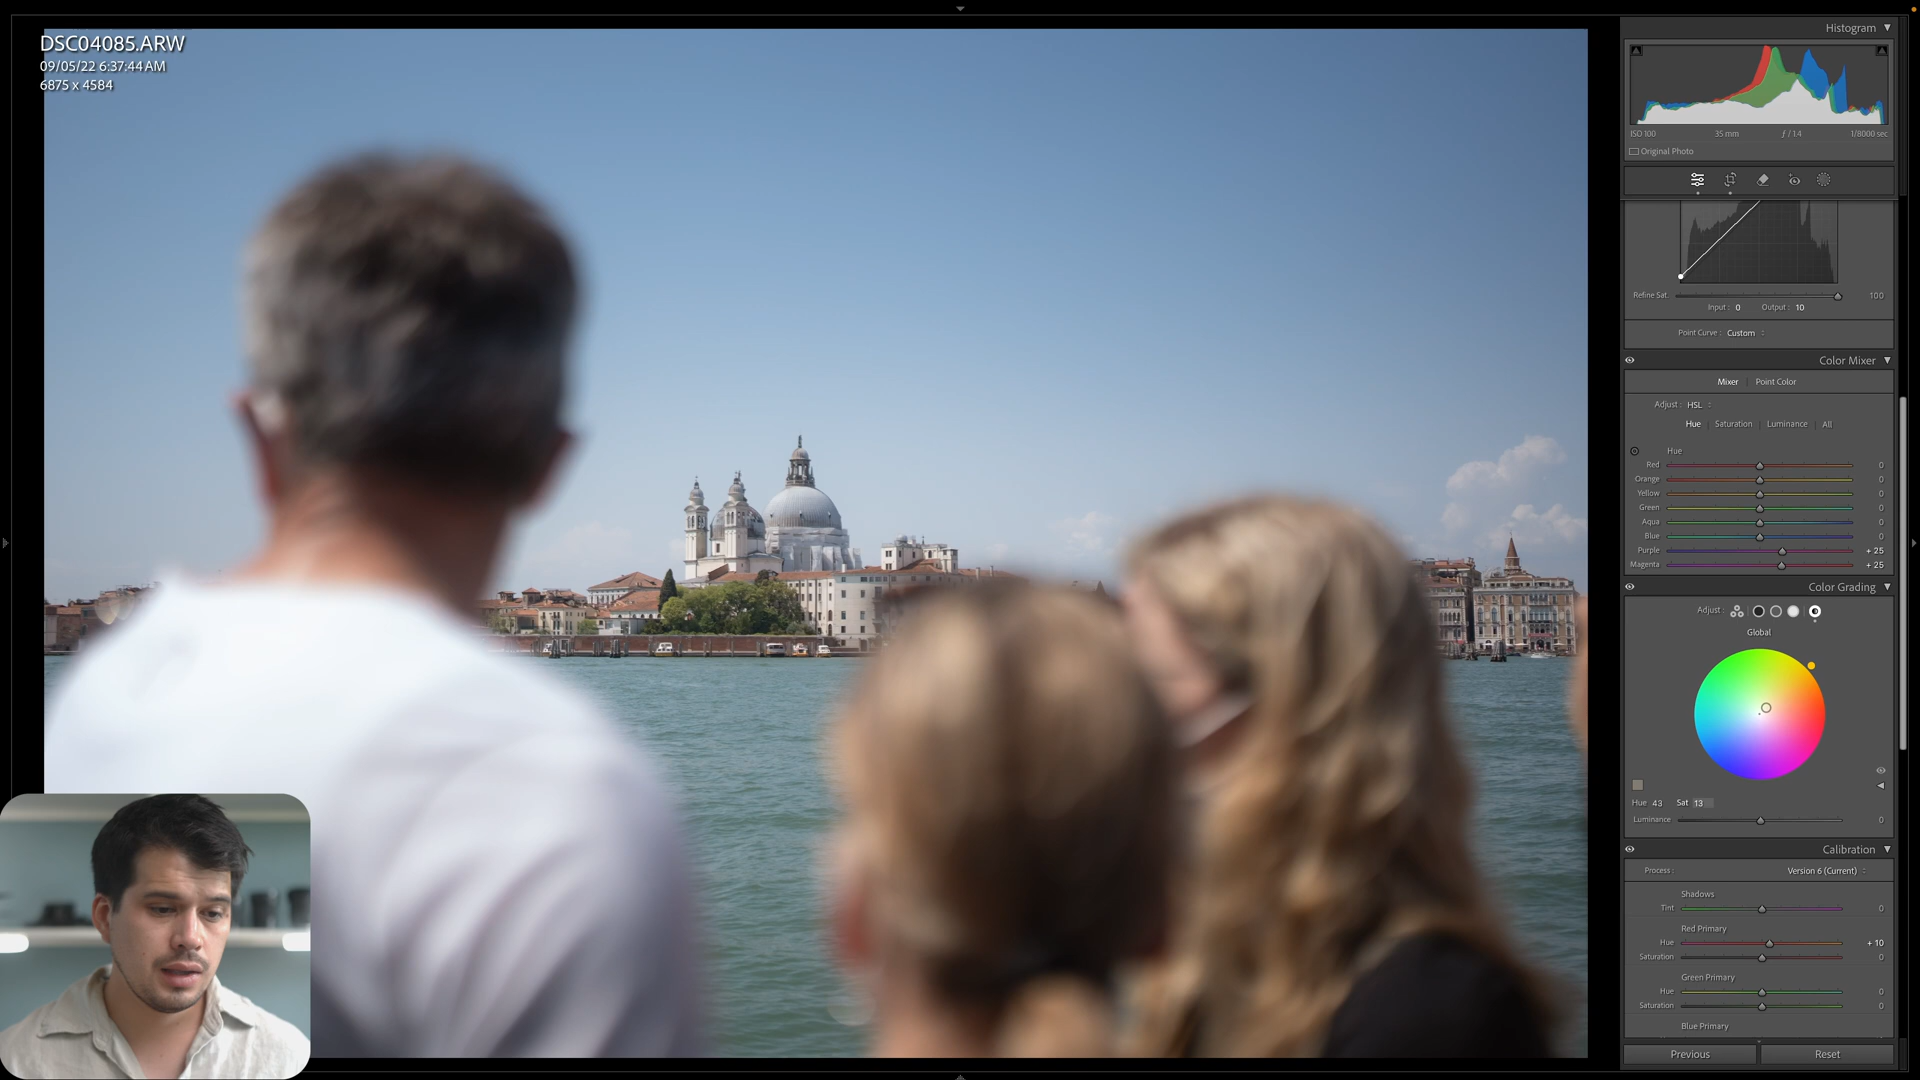 DSC04085.ARW
09/05/22 6:37:44 AM
6875 x 4584
Histogram
ISO 100 35 mm ƒ / 1.4 1/8000 sec
Original Photo
Refine Sat. 100
Input : 0 Output : 10
Point Curve : Custom
Color Mixer
Mixer Point Color
Adjust : HSL
Hue Saturation Luminance All
Hue
Red 0
Orange 0
Yellow 0
Green 0
Aqua 0
Blue 0
Purple + 25
Magenta + 25
Color Grading
Adjust :
Global
Hue 43 Sat 13
Luminance 0
Calibration
Process : Version 6 (Current)
Shadows
Tint 0
Red Primary
Hue + 10
Saturation 0
Green Primary
Hue 0
Saturation 0
Blue Primary
Previous Reset